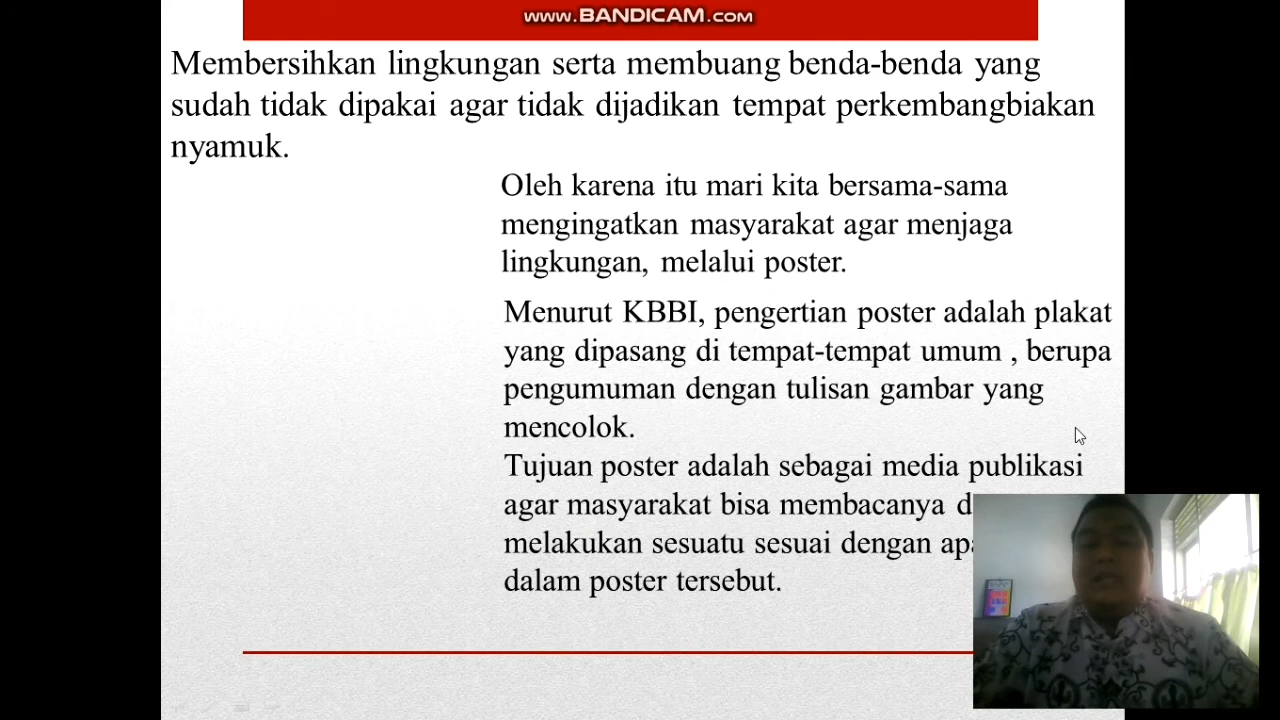 www.BANDICAM.com
Membersihkan lingkungan serta membuang benda-benda yang
sudah tidak dipakai agar tidak dijadikan tempat perkembangbiakan
nyamuk.
Oleh karena itu mari kita bersama-sama
mengingatkan masyarakat agar menjaga
lingkungan, melalui poster.
Menurut KBBI, pengertian poster adalah plakat
yang dipasang di tempat-tempat umum , berupa
pengumuman dengan tulisan gambar yang
mencolok.
Tujuan poster adalah sebagai media publikasi
agar masyarakat bisa membacanya
melakukan sesuatu sesuai dengan
dalam poster tersebut.